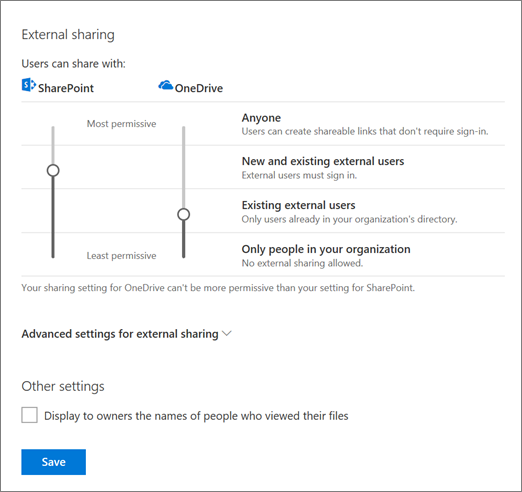 External sharing
Users can share with:
SharePoint OneDrive
Most permissive
Anyone
Users can create shareable links that don't require sign-in.
New and existing external users
External users must sign in.
Existing external users
Only users already in your organization's directory.
Least permissive
Only people in your organization
No external sharing allowed.
Your sharing setting for OneDrive can't be more permissive than your setting for SharePoint.
Advanced settings for external sharing
Other settings
Display to owners the names of people who viewed their files
Save